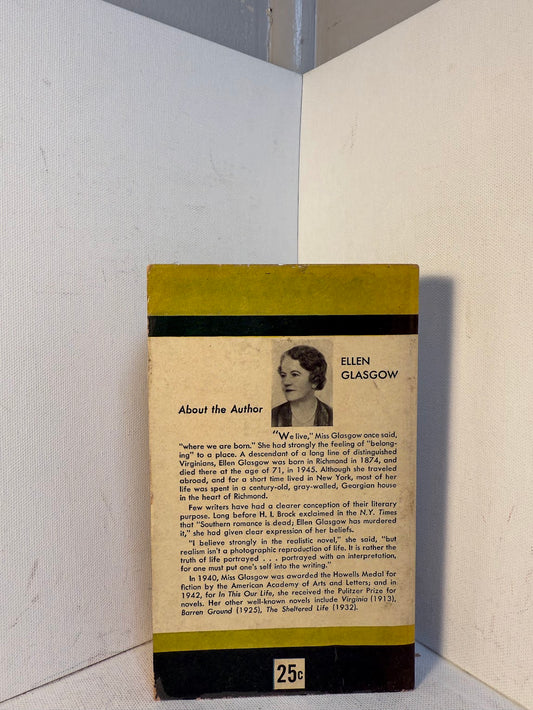 ELLEN
GLASGOW
About the Author
"We live," Miss Glasgow once said,
"where we are born." She had strongly the feeling of "belong-
ing" to a place. A descendant of a long line of distinguished
Virginians, Ellen Glasgow was born in Richmond in 1874, and
died there at the age of 71, in 1945. Although she traveled
abroad, and for a short time lived in New York, most of her
life was spent in a century-old, gray-walled, Georgian house
in the heart of Richmond.
Few writers have had a clearer conception of their literary
purpose. Long before H. I. Brock exclaimed in the N.Y. Times
that "Southern romance is dead; Ellen Glasgow has murdered
it," she had given clear expression of her beliefs.
"I believe strongly in the realistic novel," she said, "but
realism isn't a photographic reproduction of life. It is rather the
truth of life portrayed . . . portrayed with an interpretation,
for one must put one's self into the writing."
In 1940, Miss Glasgow was awarded the Howells Medal for
fiction by the American Academy of Arts and Letters; and in
1942, for In This Our Life, she received the Pulitzer Prize for
novels. Her other well-known novels include Virginia (1913),
Barren Ground (1925), The Sheltered Life (1932).
25c